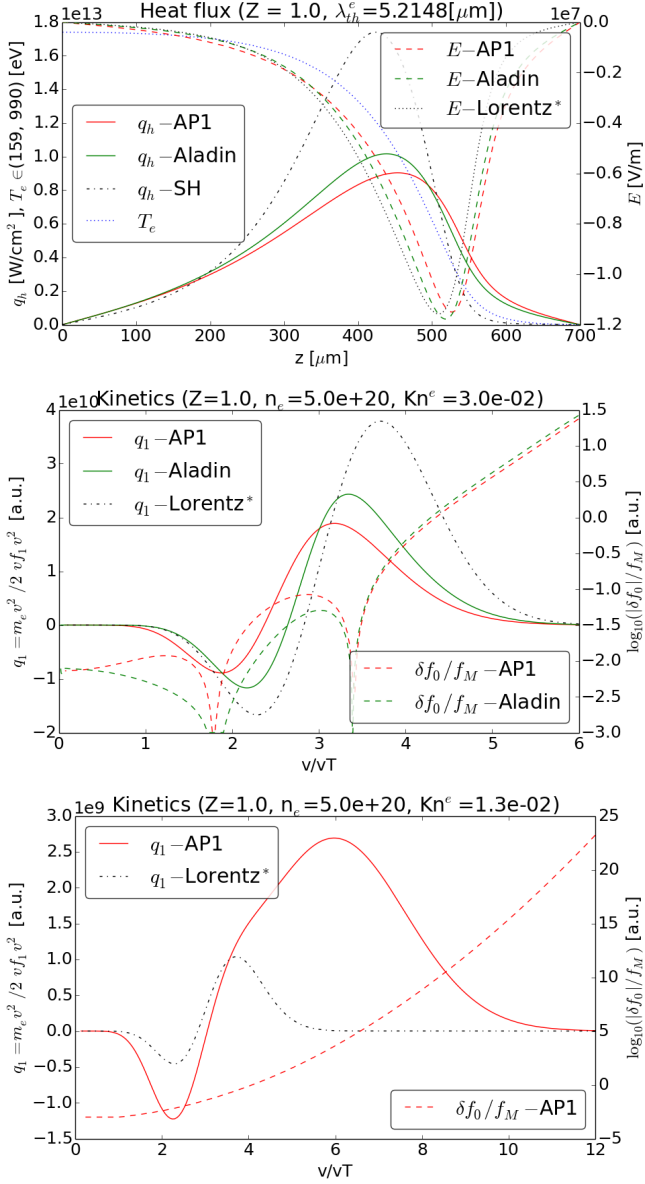 Heat flux (Z = 1.0, λ_th^e=5.2148[μm])
1e13
1e7
1.8
1.6
1.4
1.2
1.0
0.8
0.6
0.4
0.2
0.0
q_h [W/cm²], T_e ∈(159, 990) [eV]
q_h−AP1
q_h−Aladin
q_h−SH
T_e
E−AP1
E−Aladin
E−Lorentz*
0.0
−0.2
−0.4
−0.6
−0.8
−1.0
−1.2
E [V/m]
0 100 200 300 400 500 600 700
z [μm]
Kinetics (Z=1.0, n_e=5.0e+20, Kn^e =3.0e-02)
1e10
4
3
2
1
0
−1
−2
q_1 =m_e v² /2 vf_1 v² [a.u.]
q_1−AP1
q_1−Aladin
q_1−Lorentz*
δf_0/f_M−AP1
δf_0/f_M−Aladin
1.5
1.0
0.5
0.0
−0.5
−1.0
−1.5
−2.0
−2.5
−3.0
log10(|δf_0|/f_M) [a.u.]
0 1 2 3 4 5 6
v/vT
Kinetics (Z=1.0, n_e=5.0e+20, Kn^e =1.3e-02)
1e9
3.0
2.5
2.0
1.5
1.0
0.5
0.0
−0.5
−1.0
−1.5
q_1 =m_e v² /2 vf_1 v² [a.u.]
q_1−AP1
q_1−Lorentz*
δf_0/f_M−AP1
25
20
15
10
5
0
−5
log10(|δf_0|/f_M) [a.u.]
0 2 4 6 8 10 12
v/vT